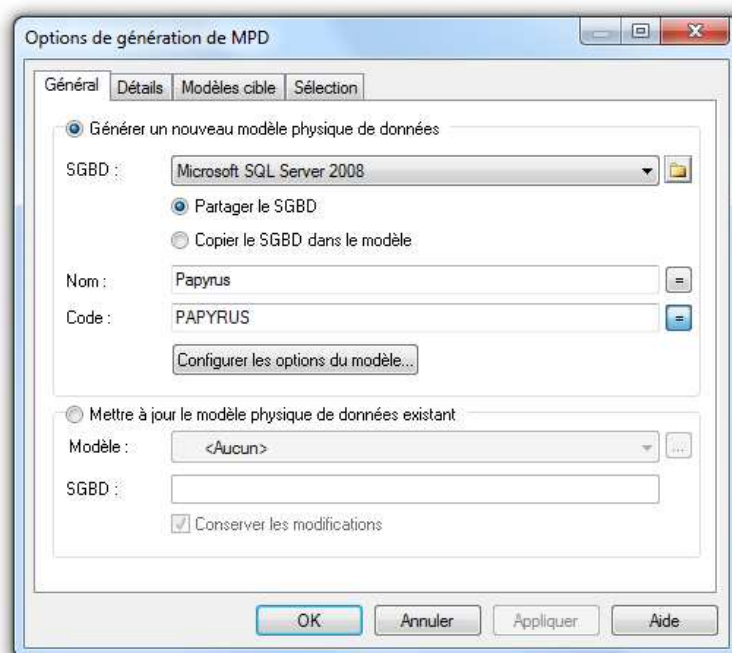 Options de génération de MPD
Général Détails Modèles cible Sélection
Générer un nouveau modèle physique de données
SGBD : Microsoft SQL Server 2008
Partager le SGBD
Copier le SGBD dans le modèle
Nom : Papyrus =
Code : PAPYRUS =
Configurer les options du modèle...
Mettre à jour le modèle physique de données existant
Modèle : <Aucun> ...
SGBD :
Conserver les modifications
OK Annuler Appliquer Aide